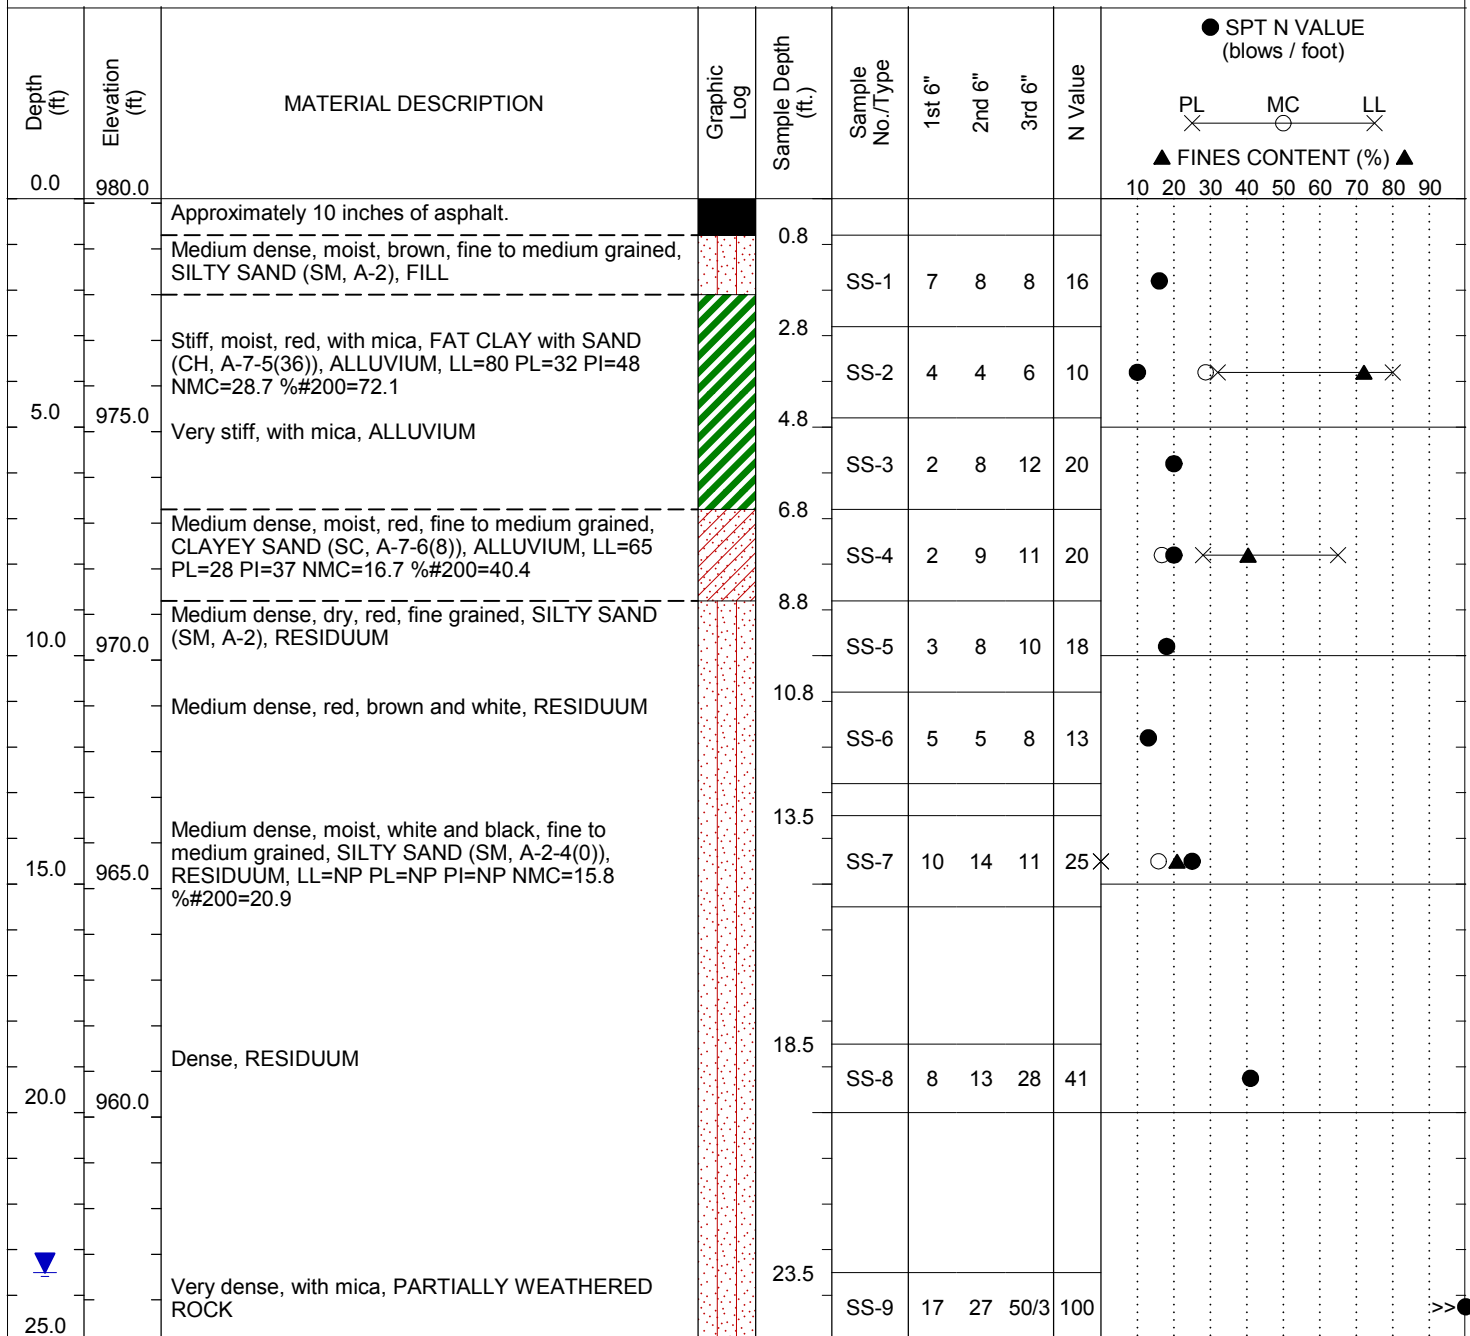 ● SPT N VALUE
(blows / foot)
PL MC LL
▲ FINES CONTENT (%) ▲
10 20 30 40 50 60 70 80 90
Depth
(ft)
Elevation
(ft)
MATERIAL DESCRIPTION
Graphic
Log
Sample Depth
(ft.)
Sample
No./Type
1st 6"
2nd 6"
3rd 6"
N Value
0.0 980.0
Approximately 10 inches of asphalt.
0.8
Medium dense, moist, brown, fine to medium grained,
SILTY SAND (SM, A-2), FILL
SS-1 7 8 8 16
2.8
Stiff, moist, red, with mica, FAT CLAY with SAND
(CH, A-7-5(36)), ALLUVIUM, LL=80 PL=32 PI=48
NMC=28.7 %#200=72.1
SS-2 4 4 6 10
5.0 975.0
4.8
Very stiff, with mica, ALLUVIUM
SS-3 2 8 12 20
6.8
Medium dense, moist, red, fine to medium grained,
CLAYEY SAND (SC, A-7-6(8)), ALLUVIUM, LL=65
PL=28 PI=37 NMC=16.7 %#200=40.4
SS-4 2 9 11 20
8.8
Medium dense, dry, red, fine grained, SILTY SAND
(SM, A-2), RESIDUUM
10.0 970.0
SS-5 3 8 10 18
10.8
Medium dense, red, brown and white, RESIDUUM
SS-6 5 5 8 13
13.5
Medium dense, moist, white and black, fine to
medium grained, SILTY SAND (SM, A-2-4(0)),
RESIDUUM, LL=NP PL=NP PI=NP NMC=15.8
%#200=20.9
15.0 965.0
SS-7 10 14 11 25
18.5
Dense, RESIDUUM
SS-8 8 13 28 41
20.0 960.0
23.5
Very dense, with mica, PARTIALLY WEATHERED
ROCK
SS-9 17 27 50/3 100
>>
25.0